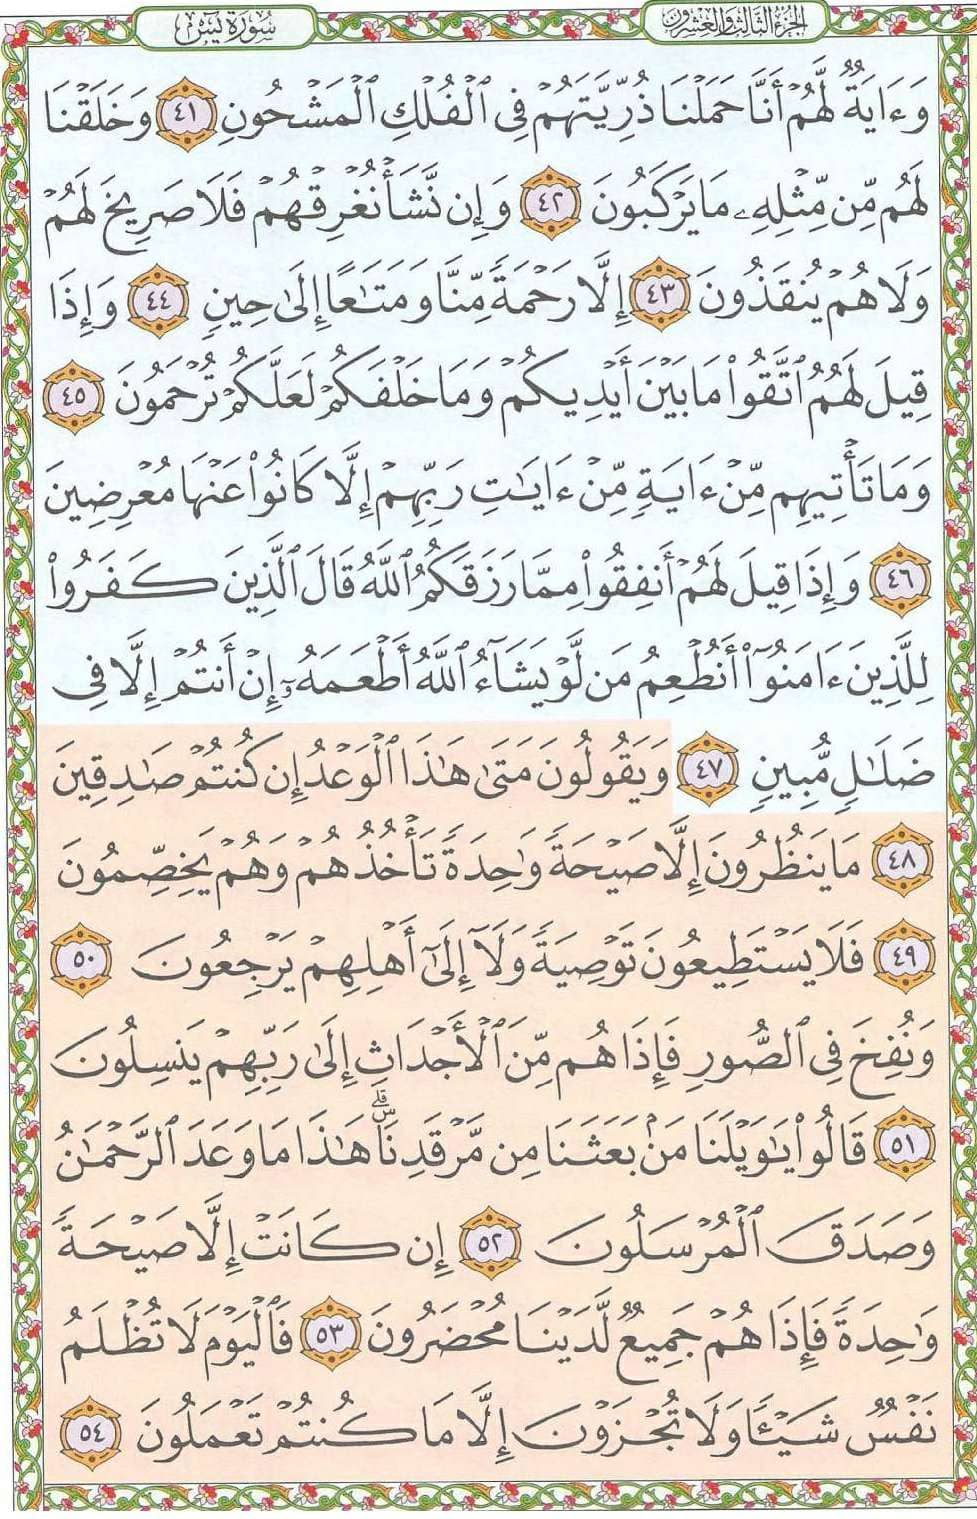 الجزء الثالث والعشرون
سورة يس
وَءَايَةٌ لَّهُمْ أَنَّا حَمَلْنَا ذُرِّيَّتَهُمْ فِى ٱلْفُلْكِ ٱلْمَشْحُونِ ٤١ وَخَلَقْنَا
لَهُم مِّن مِّثْلِهِۦ مَا يَرْكَبُونَ ٤٢ وَإِن نَّشَأْ نُغْرِقْهُمْ فَلَا صَرِيخَ لَهُمْ
وَلَا هُمْ يُنقَذُونَ ٤٣ إِلَّا رَحْمَةً مِّنَّا وَمَتَٰعًا إِلَىٰ حِينٍ ٤٤ وَإِذَا
قِيلَ لَهُمُ ٱتَّقُوا۟ مَا بَيْنَ أَيْدِيكُمْ وَمَا خَلْفَكُمْ لَعَلَّكُمْ تُرْحَمُونَ ٤٥
وَمَا تَأْتِيهِم مِّنْ ءَايَةٍ مِّنْ ءَايَٰتِ رَبِّهِمْ إِلَّا كَانُوا۟ عَنْهَا مُعْرِضِينَ
٤٦ وَإِذَا قِيلَ لَهُمْ أَنفِقُوا۟ مِمَّا رَزَقَكُمُ ٱللَّهُ قَالَ ٱلَّذِينَ كَفَرُوا۟
لِلَّذِينَ ءَامَنُوٓا۟ أَنُطْعِمُ مَن لَّوْ يَشَآءُ ٱللَّهُ أَطْعَمَهُۥٓ إِنْ أَنتُمْ إِلَّا فِى
ضَلَٰلٍ مُّبِينٍ ٤٧ وَيَقُولُونَ مَتَىٰ هَٰذَا ٱلْوَعْدُ إِن كُنتُمْ صَٰدِقِينَ
٤٨ مَا يَنظُرُونَ إِلَّا صَيْحَةً وَٰحِدَةً تَأْخُذُهُمْ وَهُمْ يَخِصِّمُونَ
٤٩ فَلَا يَسْتَطِيعُونَ تَوْصِيَةً وَلَآ إِلَىٰٓ أَهْلِهِمْ يَرْجِعُونَ ٥٠
وَنُفِخَ فِى ٱلصُّورِ فَإِذَا هُم مِّنَ ٱلْأَجْدَاثِ إِلَىٰ رَبِّهِمْ يَنسِلُونَ
٥١ قَالُوا۟ يَٰوَيْلَنَا مَنۢ بَعَثَنَا مِن مَّرْقَدِنَا ۜ ۗ هَٰذَا مَا وَعَدَ ٱلرَّحْمَٰنُ
وَصَدَقَ ٱلْمُرْسَلُونَ ٥٢ إِن كَانَتْ إِلَّا صَيْحَةً
وَٰحِدَةً فَإِذَا هُمْ جَمِيعٌ لَّدَيْنَا مُحْضَرُونَ ٥٣ فَٱلْيَوْمَ لَا تُظْلَمُ
نَفْسٌ شَيْـًٔا وَلَا تُجْزَوْنَ إِلَّا مَا كُنتُمْ تَعْمَلُونَ ٥٤